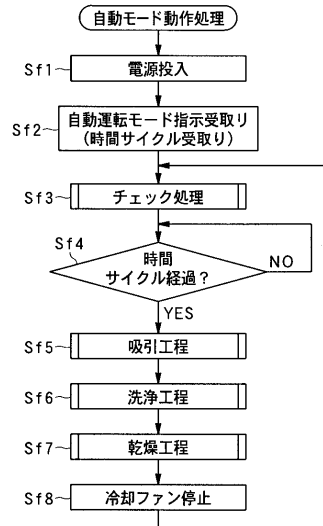 自動モード動作処理
Sf1 電源投入
Sf2 自動運転モード指示受取り
(時間サイクル受取り)
Sf3 チェック処理
Sf4 時間
サイクル経過?
NO
YES
Sf5 吸引工程
Sf6 洗浄工程
Sf7 乾燥工程
Sf8 冷却ファン停止